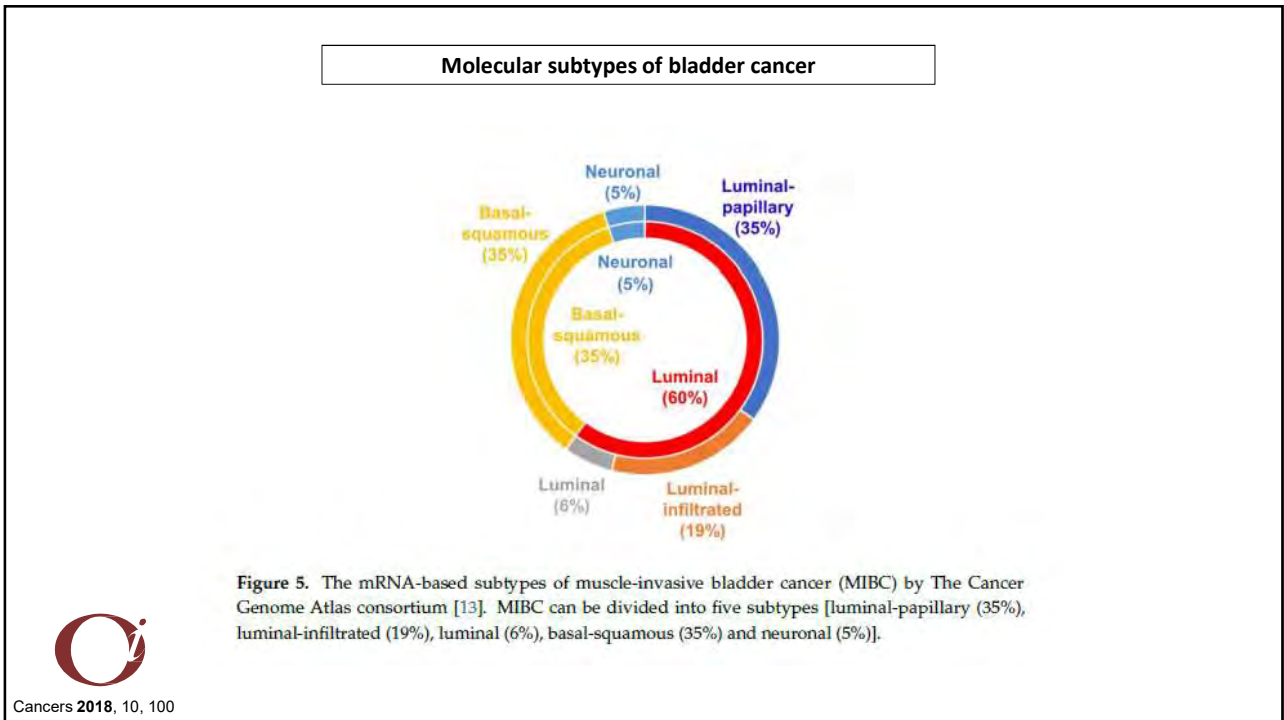 Molecular subtypes of bladder cancer
Neuronal
(5%)
Luminal-
papillary
(35%)
Basal-
squamous
(35%)
Neuronal
(5%)
Basal-
squamous
(35%)
Luminal
(60%)
Luminal
(6%)
Luminal-
infiltrated
(19%)
Figure 5. The mRNA-based subtypes of muscle-invasive bladder cancer (MIBC) by The Cancer
Genome Atlas consortium [13]. MIBC can be divided into five subtypes [luminal-papillary (35%),
luminal-infiltrated (19%), luminal (6%), basal-squamous (35%) and neuronal (5%)].
Oi
Cancers 2018, 10, 100